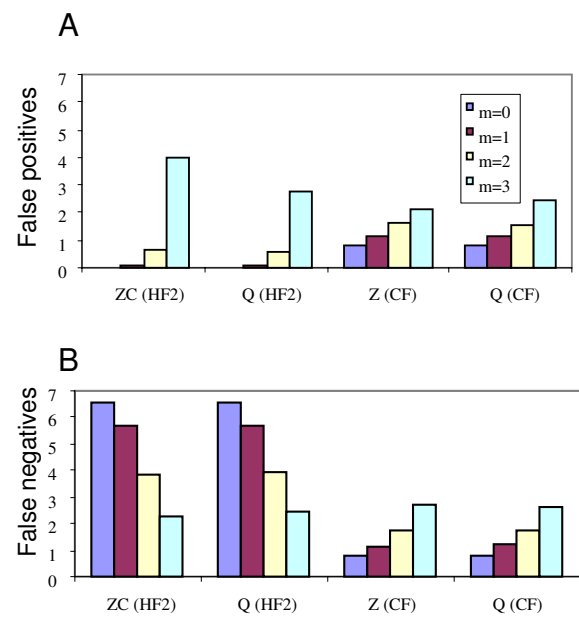 A
False positives
7
6
5
4
3
2
1
0
m=0
m=1
m=2
m=3
ZC (HF2) Q (HF2) Z (CF) Q (CF)
B
False negatives
7
6
5
4
3
2
1
0
ZC (HF2) Q (HF2) Z (CF) Q (CF)